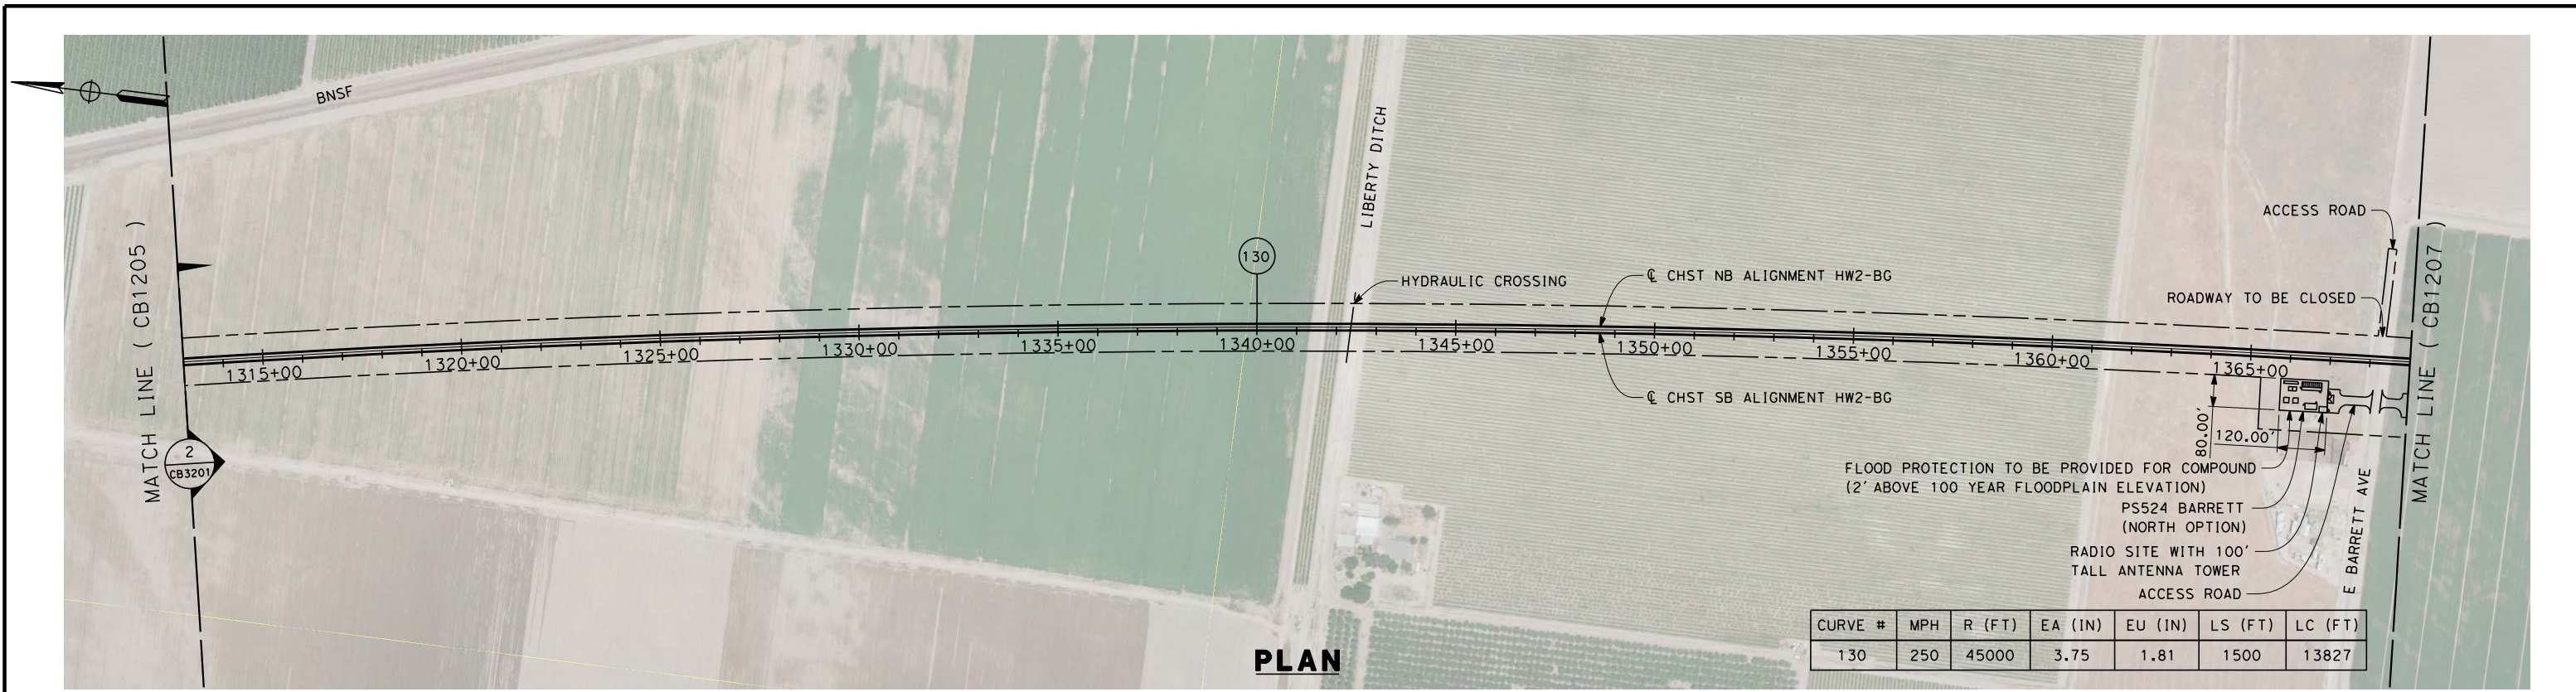 BNSF
MATCH LINE ( CB1205 )
2
CB3201
130
LIBERTY DITCH
HYDRAULIC CROSSING
℄ CHST NB ALIGNMENT HW2-BG
℄ CHST SB ALIGNMENT HW2-BG
1315+00
1320+00
1325+00
1330+00
1335+00
1340+00
1345+00
1350+00
1355+00
1360+00
1365+00
ACCESS ROAD
ROADWAY TO BE CLOSED
MATCH LINE ( CB1207 )
80.00'
120.00'
FLOOD PROTECTION TO BE PROVIDED FOR COMPOUND
(2' ABOVE 100 YEAR FLOODPLAIN ELEVATION)
PS524 BARRETT
(NORTH OPTION)
RADIO SITE WITH 100'
TALL ANTENNA TOWER
ACCESS ROAD
E BARRETT AVE
CURVE # MPH R (FT) EA (IN) EU (IN) LS (FT) LC (FT)
130 250 45000 3.75 1.81 1500 13827
PLAN